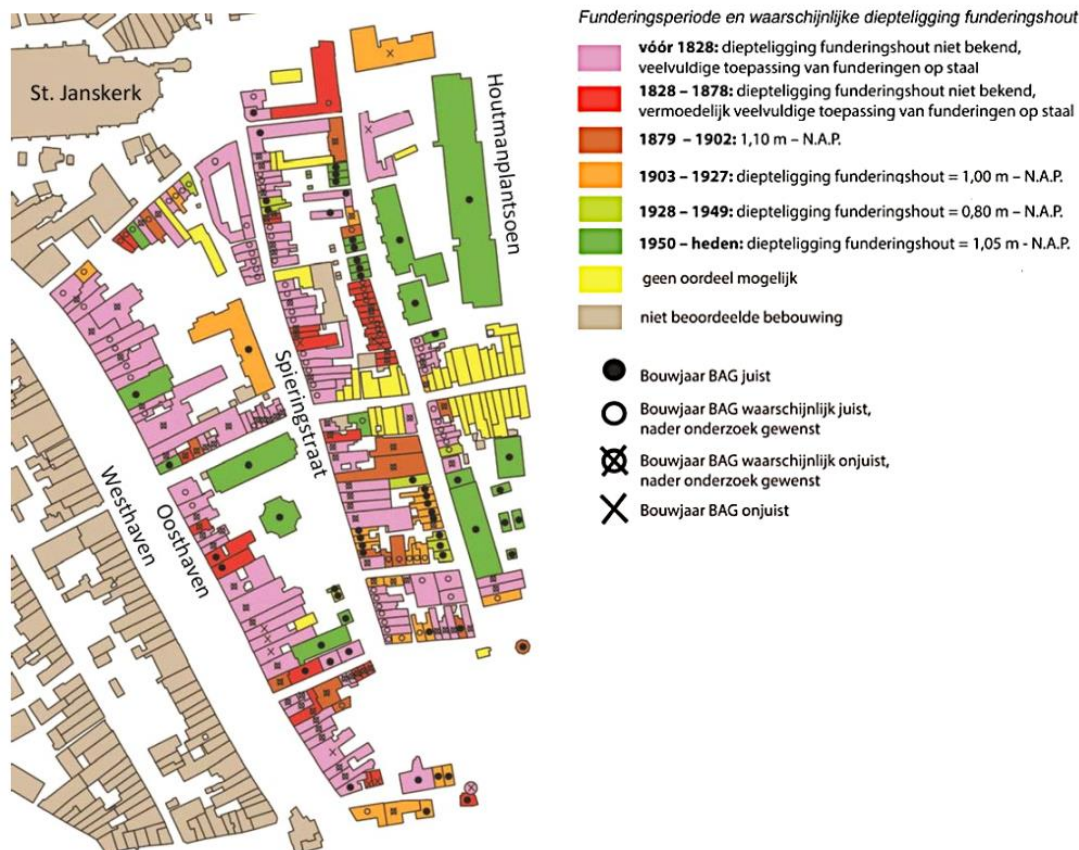 Funderingsperiode en waarschijnlijke diepteligging funderingshout
vóór 1828: diepteligging funderingshout niet bekend,
veelvuldige toepassing van funderingen op staal
1828 – 1878: diepteligging funderingshout niet bekend,
vermoedelijk veelvuldige toepassing van funderingen op staal
1879 – 1902: 1,10 m – N.A.P.
1903 – 1927: diepteligging funderingshout = 1,00 m – N.A.P.
1928 – 1949: diepteligging funderingshout = 0,80 m – N.A.P.
1950 – heden: diepteligging funderingshout = 1,05 m - N.A.P.
geen oordeel mogelijk
niet beoordeelde bebouwing
Bouwjaar BAG juist
Bouwjaar BAG waarschijnlijk juist,
nader onderzoek gewenst
Bouwjaar BAG waarschijnlijk onjuist,
nader onderzoek gewenst
Bouwjaar BAG onjuist
St. Janskerk
Houtmanplantsoen
Spieringstraat
Westhaven
Oosthaven